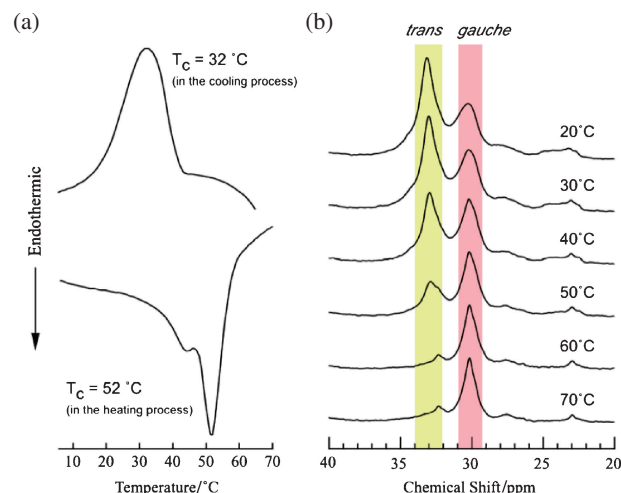 (a)
T_C = 32 ˚C
(in the cooling process)
Endothermic
T_C = 52 ˚C
(in the heating process)
10 20 30 40 50 60 70
Temperature/˚C
(b)
trans gauche
20˚C
30˚C
40˚C
50˚C
60˚C
70˚C
40 35 30 25 20
Chemical Shift/ppm